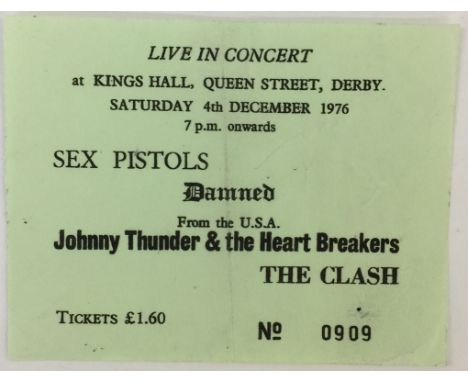 LIVE IN CONCERT
at KINGS HALL, QUEEN STREET, DERBY.
SATURDAY 4th DECEMBER 1976
7 p.m. onwards
SEX PISTOLS
Damned
From the U.S.A.
Johnny Thunder & the Heart Breakers
THE CLASH
TICKETS £1.60
Nº 0909